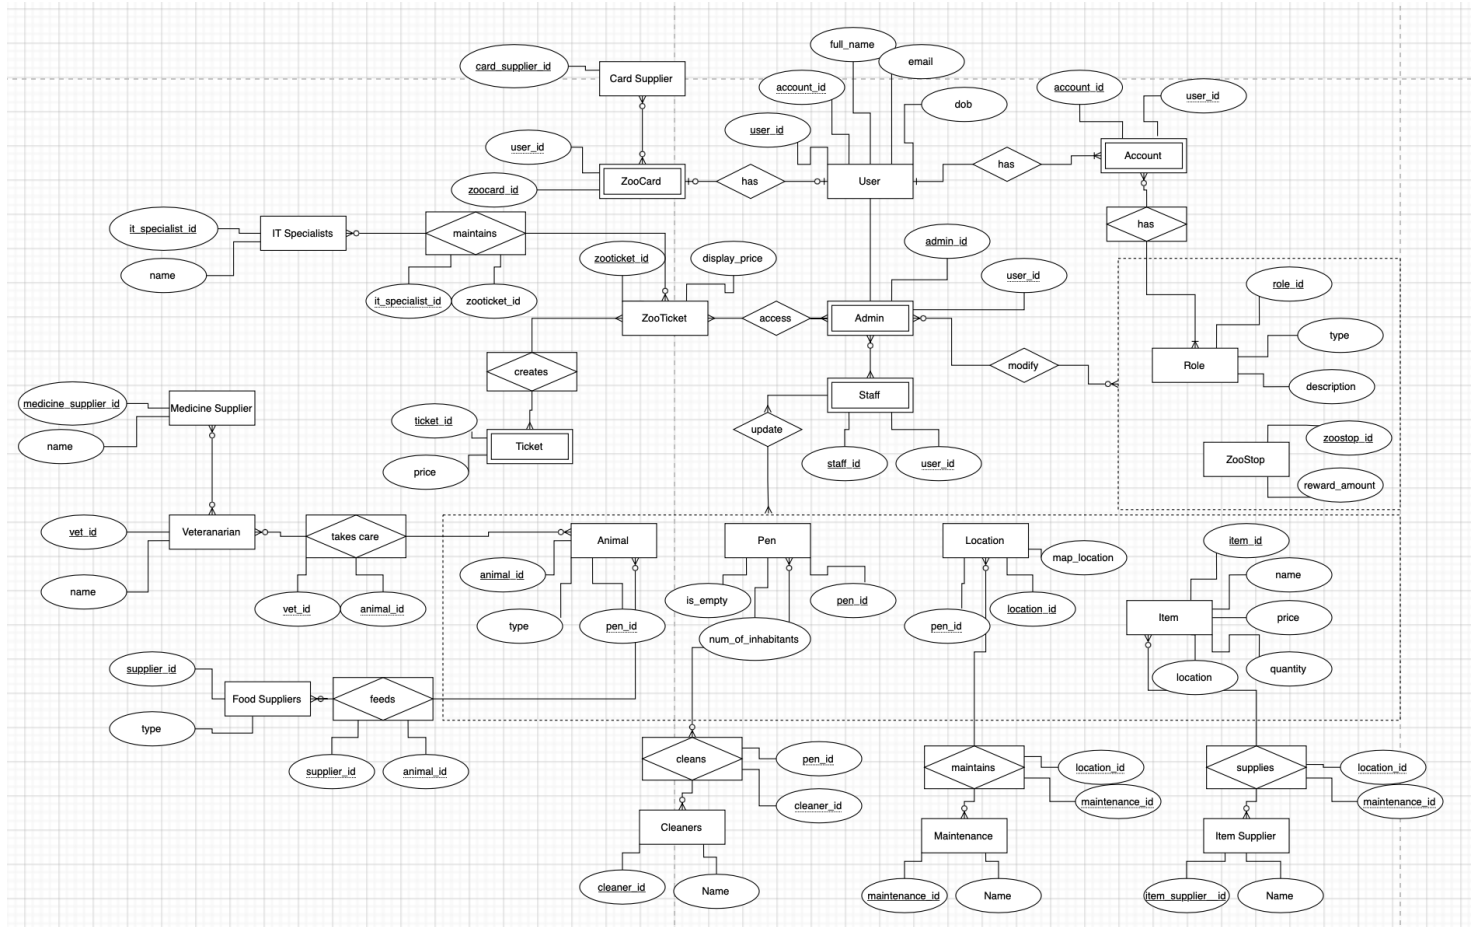 full_name
email
card_supplier_id
Card Supplier
account_id
dob
account_id
user_id
user_id
user_id
Account
has
has
ZooCard
User
zoocard_id
has
it_specialist_id
IT Specialists
maintains
name
admin_id
user_id
zooticket_id
display_price
it_specialist_id
zooticket_id
role_id
ZooTicket
access
Admin
type
modify
Role
creates
description
Staff
medicine_supplier_id
Medicine Supplier
name
ticket_id
update
zoostop_id
Ticket
price
staff_id
user_id
ZooStop
reward_amount
vet_id
Veteranarian
takes care
Animal
Pen
Location
item_id
map_location
animal_id
name
name
vet_id
animal_id
is_empty
pen_id
location_id
type
pen_id
num_of_inhabitants
pen_id
Item
price
supplier_id
location
quantity
Food Suppliers
feeds
type
supplier_id
animal_id
cleans
pen_id
maintains
location_id
supplies
location_id
cleaner_id
maintenance_id
maintenance_id
Cleaners
Maintenance
Item Supplier
cleaner_id
Name
maintenance_id
Name
item_supplier__id
Name